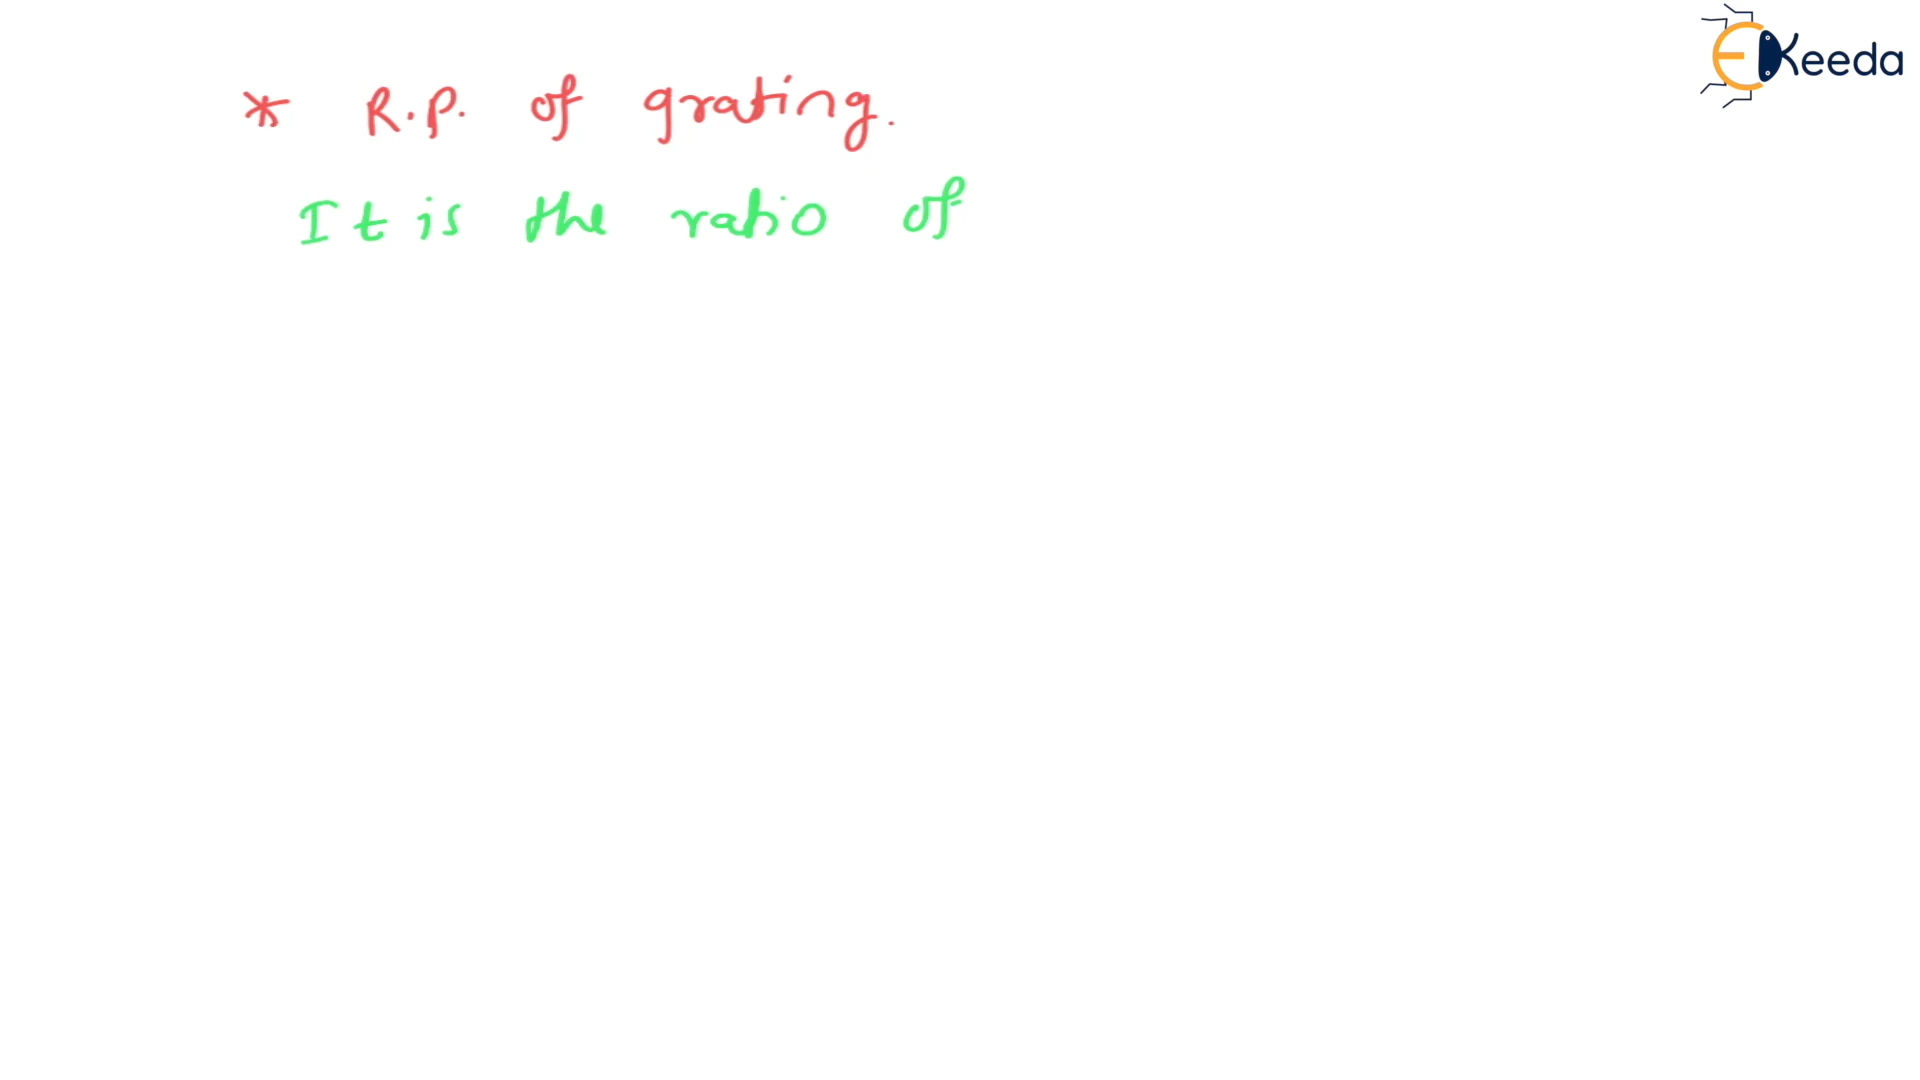 * R.P. of grating.
It is the ratio of
EKeeda